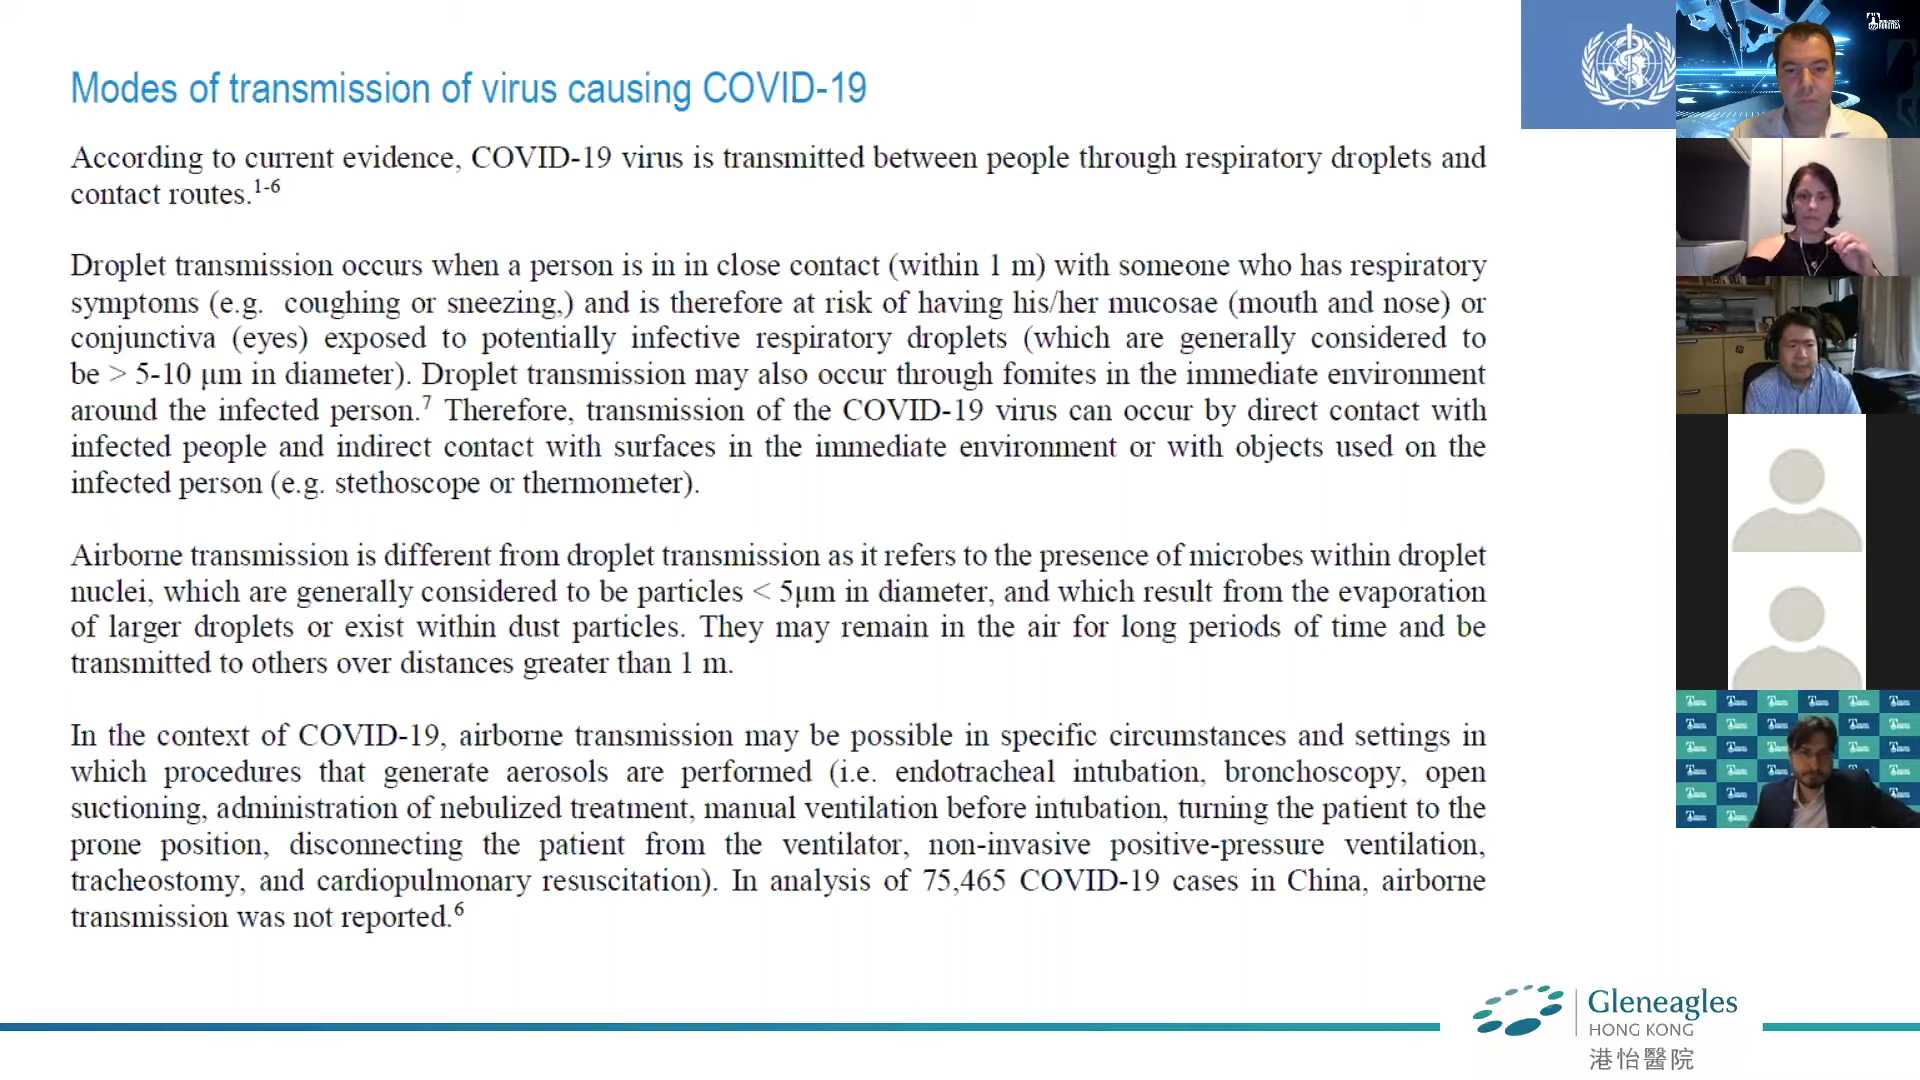 Modes of transmission of virus causing COVID-19
According to current evidence, COVID-19 virus is transmitted between people through respiratory droplets and
contact routes.1-6
Droplet transmission occurs when a person is in in close contact (within 1 m) with someone who has respiratory
symptoms (e.g. coughing or sneezing,) and is therefore at risk of having his/her mucosae (mouth and nose) or
conjunctiva (eyes) exposed to potentially infective respiratory droplets (which are generally considered to
be > 5-10 μm in diameter). Droplet transmission may also occur through fomites in the immediate environment
around the infected person.7 Therefore, transmission of the COVID-19 virus can occur by direct contact with
infected people and indirect contact with surfaces in the immediate environment or with objects used on the
infected person (e.g. stethoscope or thermometer).
Airborne transmission is different from droplet transmission as it refers to the presence of microbes within droplet
nuclei, which are generally considered to be particles < 5μm in diameter, and which result from the evaporation
of larger droplets or exist within dust particles. They may remain in the air for long periods of time and be
transmitted to others over distances greater than 1 m.
In the context of COVID-19, airborne transmission may be possible in specific circumstances and settings in
which procedures that generate aerosols are performed (i.e. endotracheal intubation, bronchoscopy, open
suctioning, administration of nebulized treatment, manual ventilation before intubation, turning the patient to the
prone position, disconnecting the patient from the ventilator, non-invasive positive-pressure ventilation,
tracheostomy, and cardiopulmonary resuscitation). In analysis of 75,465 COVID-19 cases in China, airborne
transmission was not reported.6
Gleneagles
HONG KONG
港怡醫院